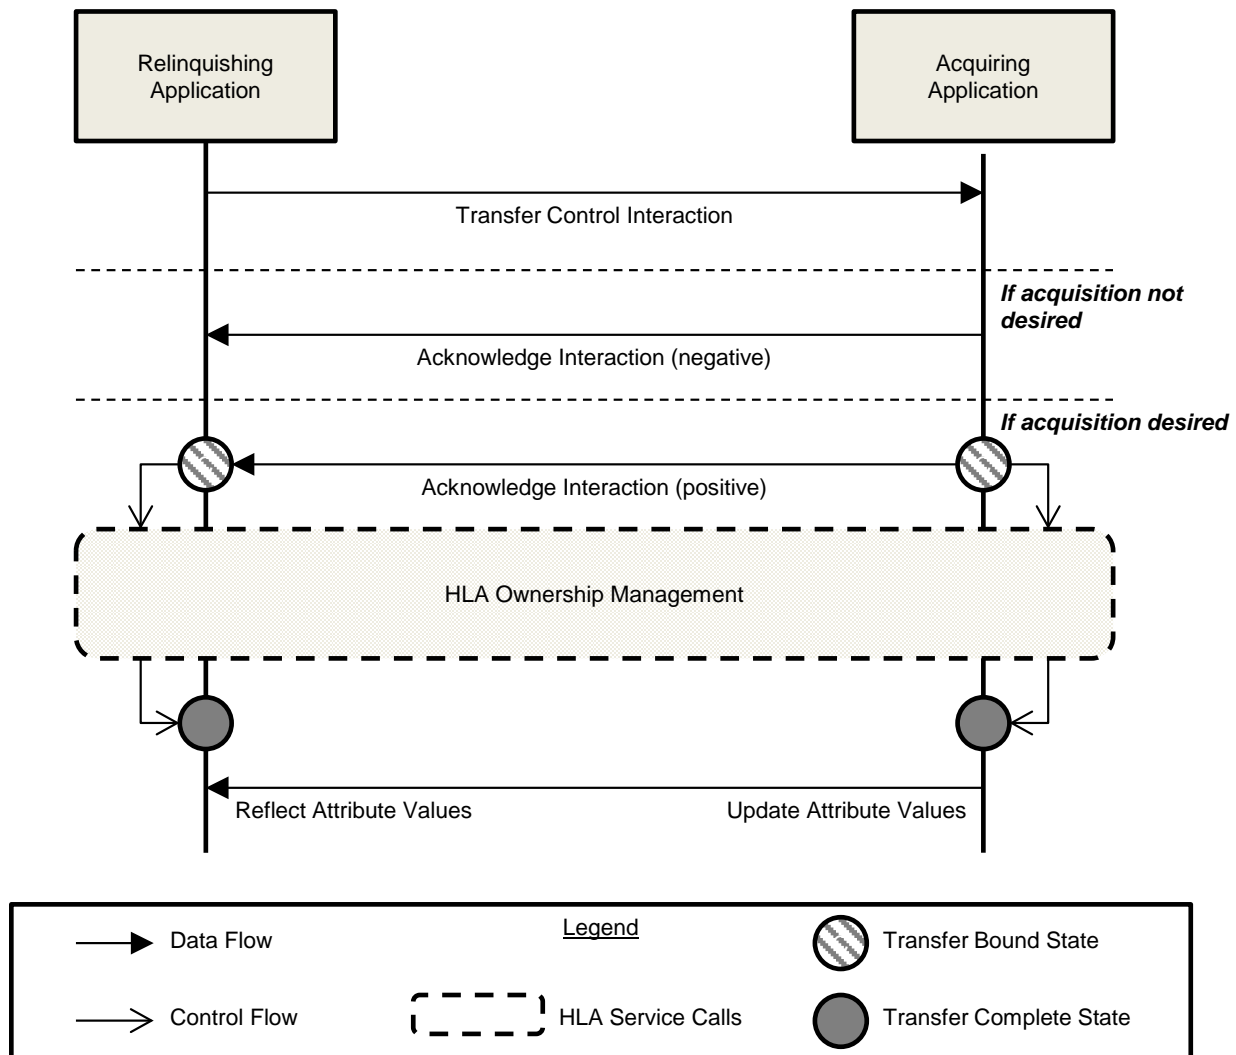 Relinquishing
Application
Acquiring
Application
Transfer Control Interaction
If acquisition not
desired
Acknowledge Interaction (negative)
If acquisition desired
Acknowledge Interaction (positive)
HLA Ownership Management
Reflect Attribute Values
Update Attribute Values
Legend
Data Flow
Transfer Bound State
Control Flow
HLA Service Calls
Transfer Complete State